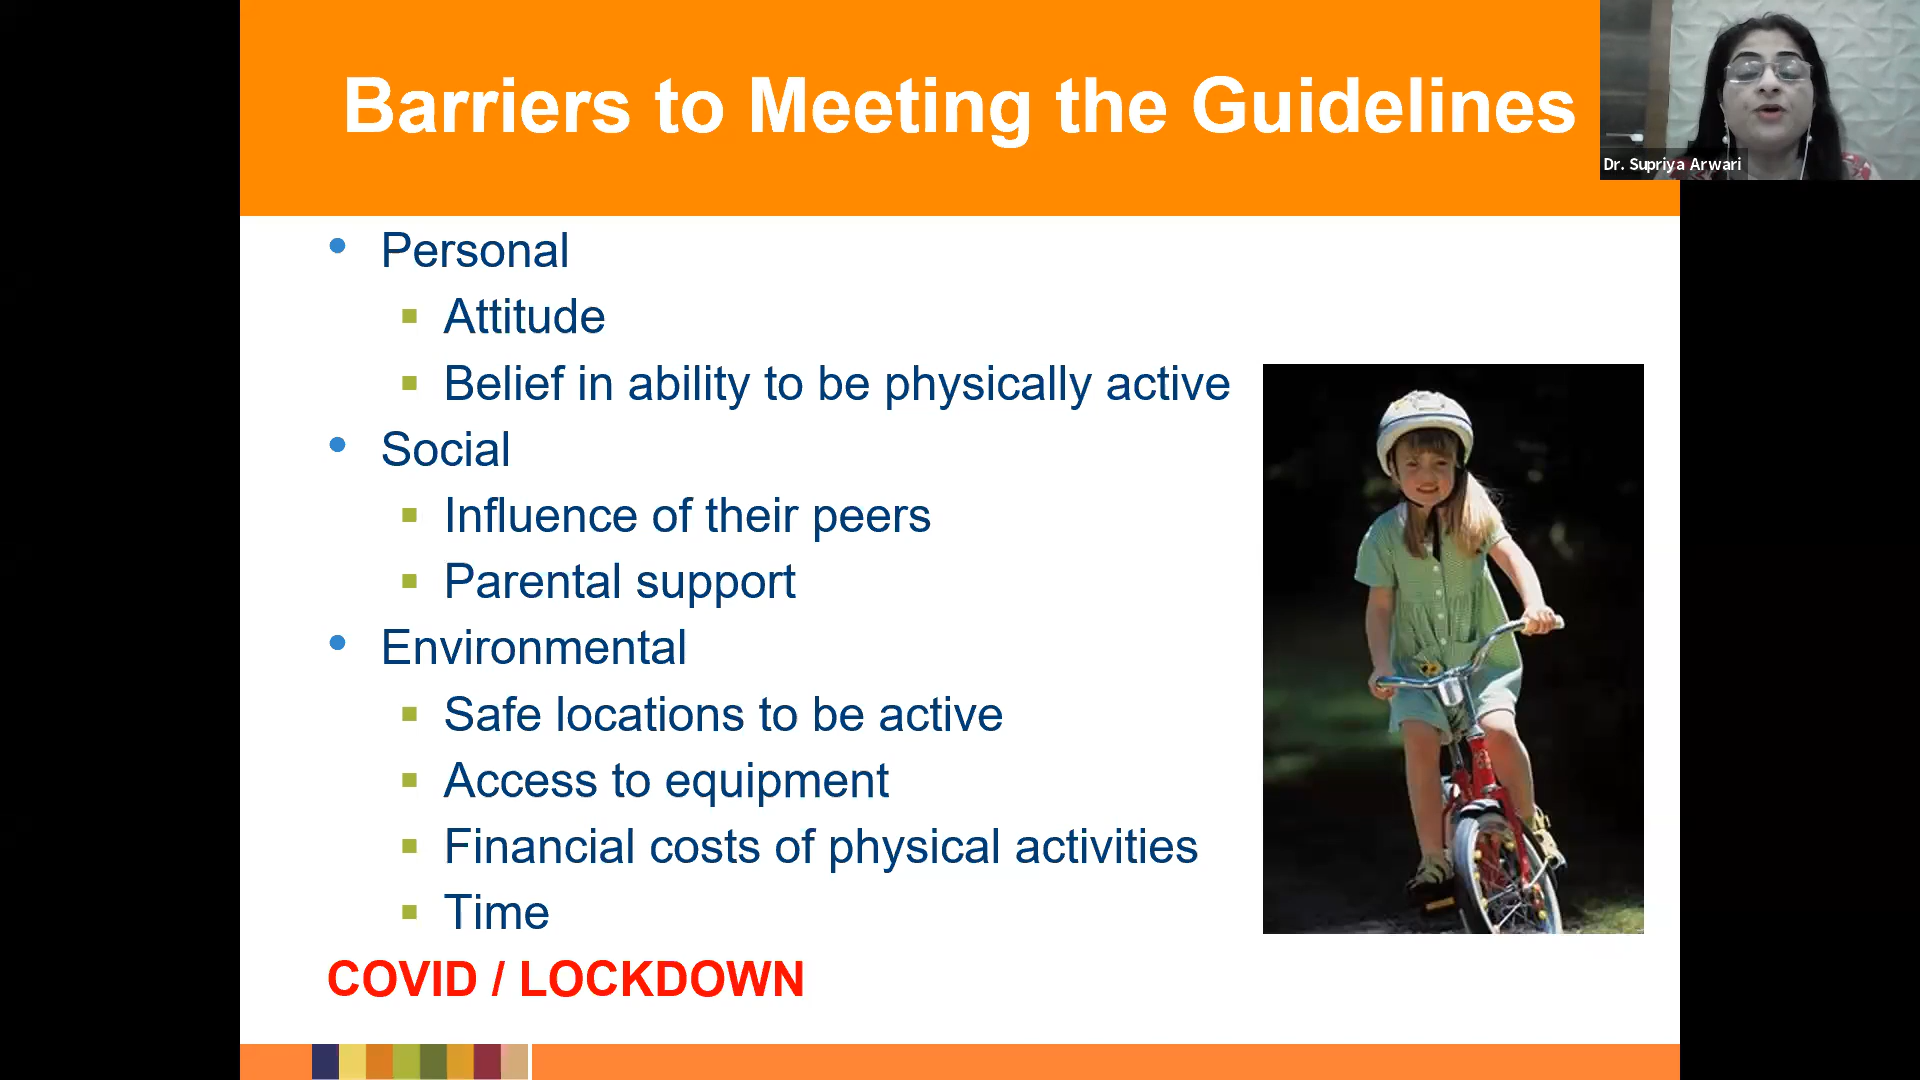 Barriers to Meeting the Guidelines
Dr. Supriya Arwari
• Personal
▪ Attitude
▪ Belief in ability to be physically active
• Social
▪ Influence of their peers
▪ Parental support
• Environmental
▪ Safe locations to be active
▪ Access to equipment
▪ Financial costs of physical activities
▪ Time
COVID / LOCKDOWN